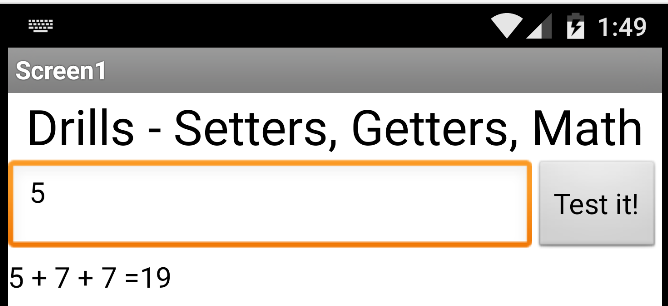 1:49
Screen1
Drills - Setters, Getters, Math
5
Test it!
5 + 7 + 7 =19